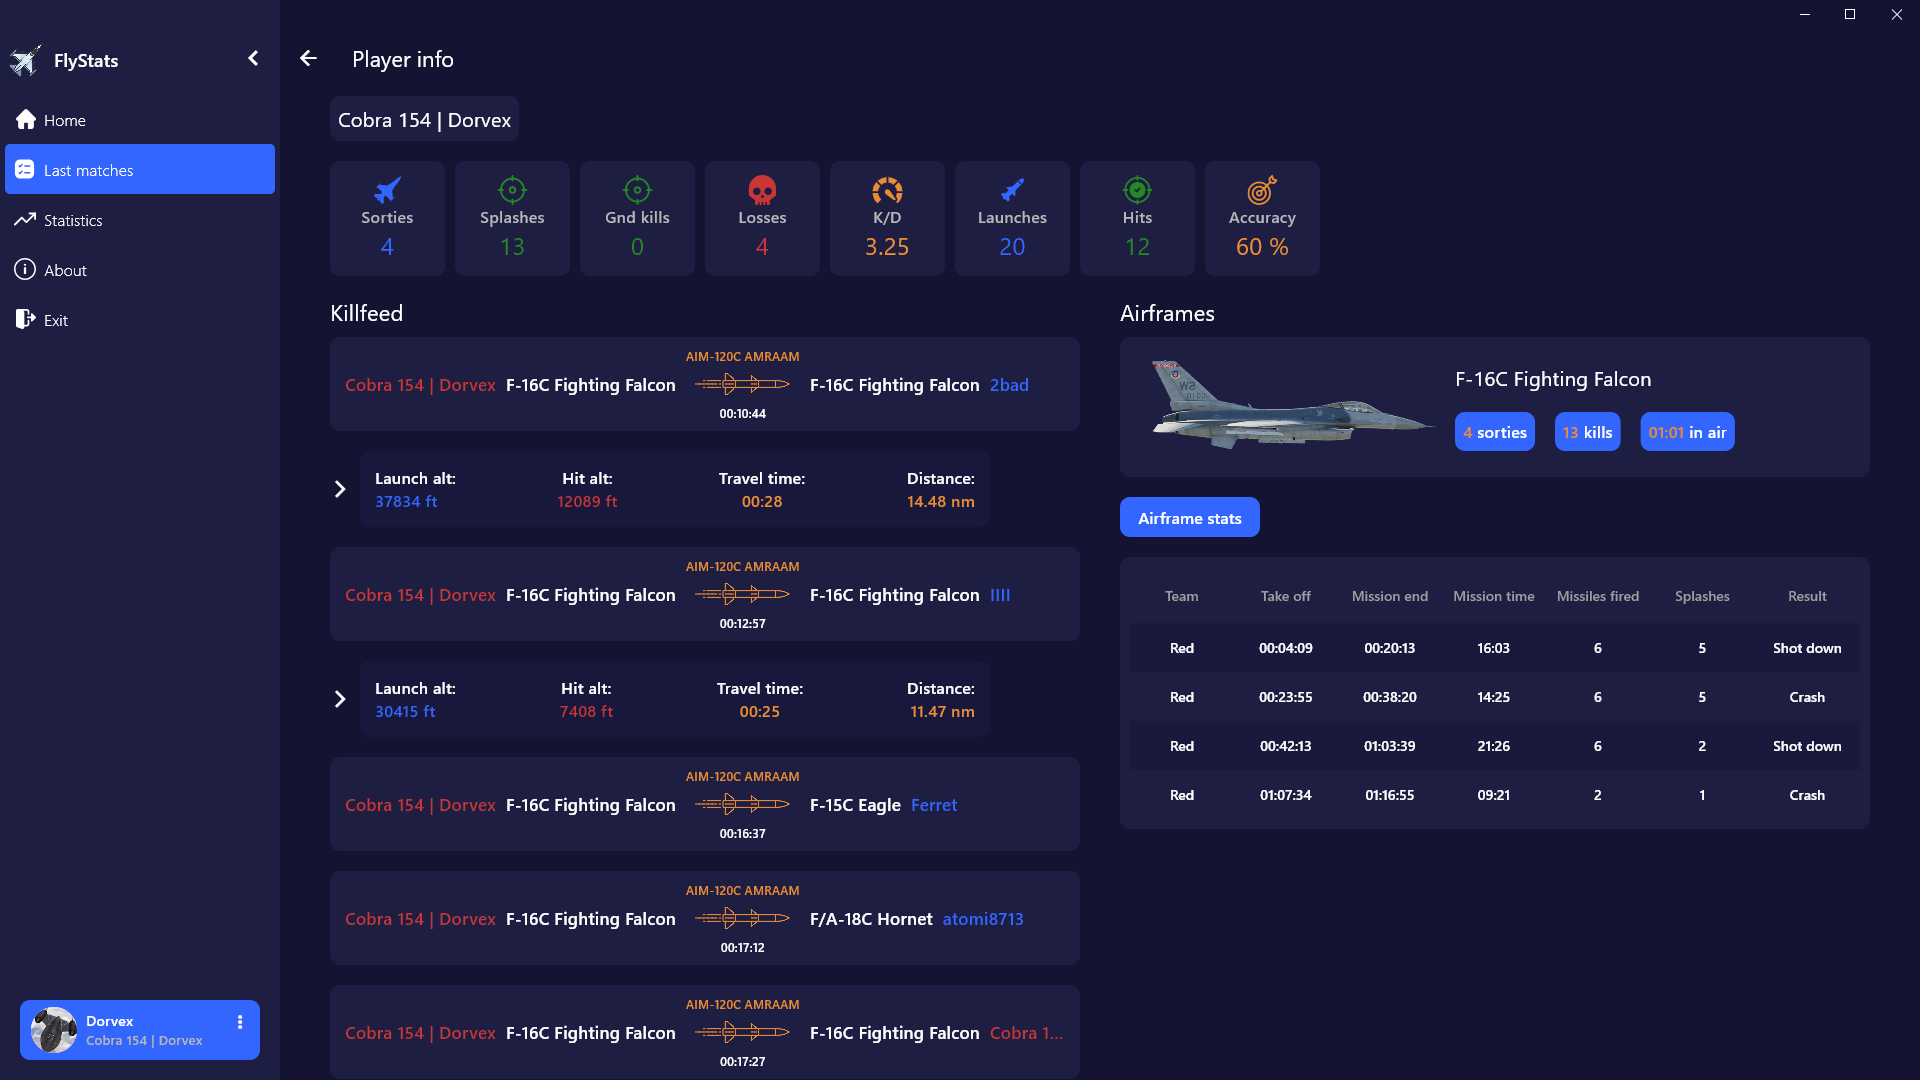 FlyStats
Home
Last matches
Statistics
About
Exit
Dorvex
Cobra 154 | Dorvex
Player info
Cobra 154 | Dorvex
Sorties
4
Splashes
13
Gnd kills
0
Losses
4
K/D
3.25
Launches
20
Hits
12
Accuracy
60 %
Killfeed
AIM-120C AMRAAM
Cobra 154 | Dorvex F-16C Fighting Falcon F-16C Fighting Falcon 2bad
00:10:44
Launch alt: Hit alt: Travel time: Distance:
37834 ft 12089 ft 00:28 14.48 nm
AIM-120C AMRAAM
Cobra 154 | Dorvex F-16C Fighting Falcon F-16C Fighting Falcon
00:12:57
Launch alt: Hit alt: Travel time: Distance:
30415 ft 7408 ft 00:25 11.47 nm
AIM-120C AMRAAM
Cobra 154 | Dorvex F-16C Fighting Falcon F-15C Eagle Ferret
00:16:37
AIM-120C AMRAAM
Cobra 154 | Dorvex F-16C Fighting Falcon F/A-18C Hornet atomi8713
00:17:12
AIM-120C AMRAAM
Cobra 154 | Dorvex F-16C Fighting Falcon F-16C Fighting Falcon Cobra 1...
00:17:27
Airframes
WS
F-16C Fighting Falcon
4 sorties 13 kills 01:01 in air
Airframe stats
Team Take off Mission end Mission time Missiles fired Splashes Result
Red 00:04:09 00:20:13 16:03 6 5 Shot down
Red 00:23:55 00:38:20 14:25 6 5 Crash
Red 00:42:13 01:03:39 21:26 6 2 Shot down
Red 01:07:34 01:16:55 09:21 2 1 Crash